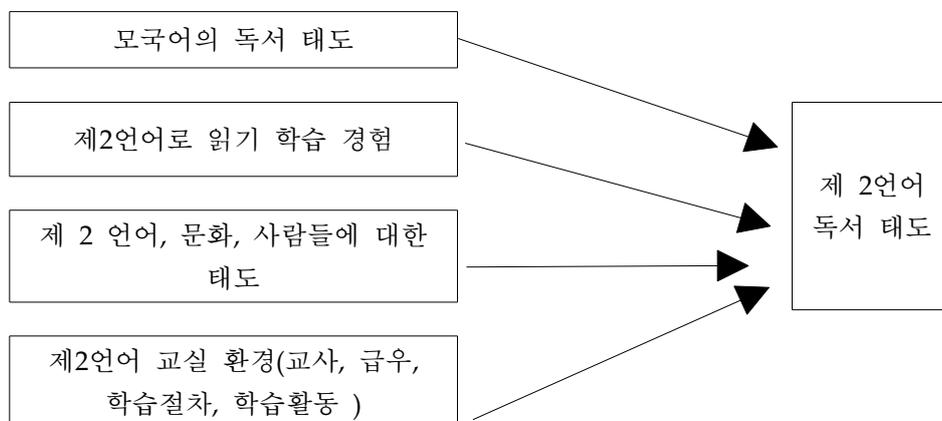 모국어의 독서 태도
제2언어로 읽기 학습 경험
제 2 언어, 문화, 사람들에 대한
태도
제2언어 교실 환경(교사, 급우,
학습절차, 학습활동 )
제 2언어
독서 태도